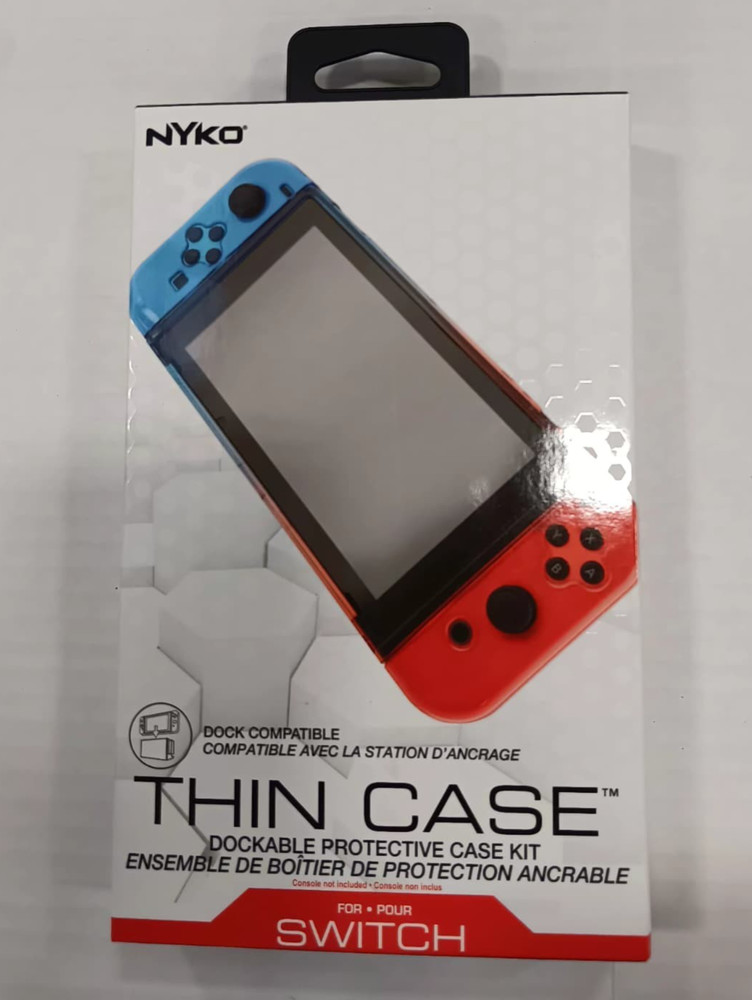 NYKO®
Y X
B A
DOCK COMPATIBLE
COMPATIBLE AVEC LA STATION D'ANCRAGE
THIN CASE™
DOCKABLE PROTECTIVE CASE KIT
ENSEMBLE DE BOÎTIER DE PROTECTION ANCRABLE
Console not included • Console non inclus
FOR • POUR
SWITCH